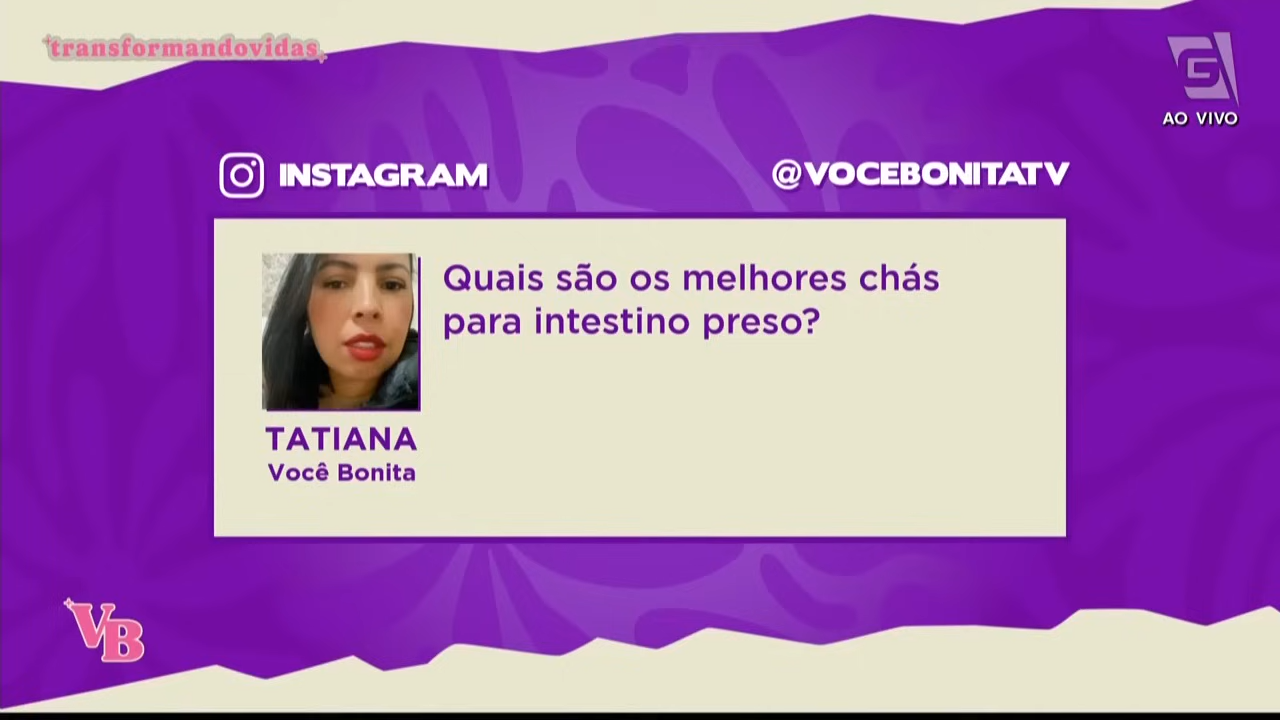 transformandovidas
G
AO VIVO
INSTAGRAM
@VOCEBONITATV
Quais são os melhores chás
para intestino preso?
TATIANA
Você Bonita
VB